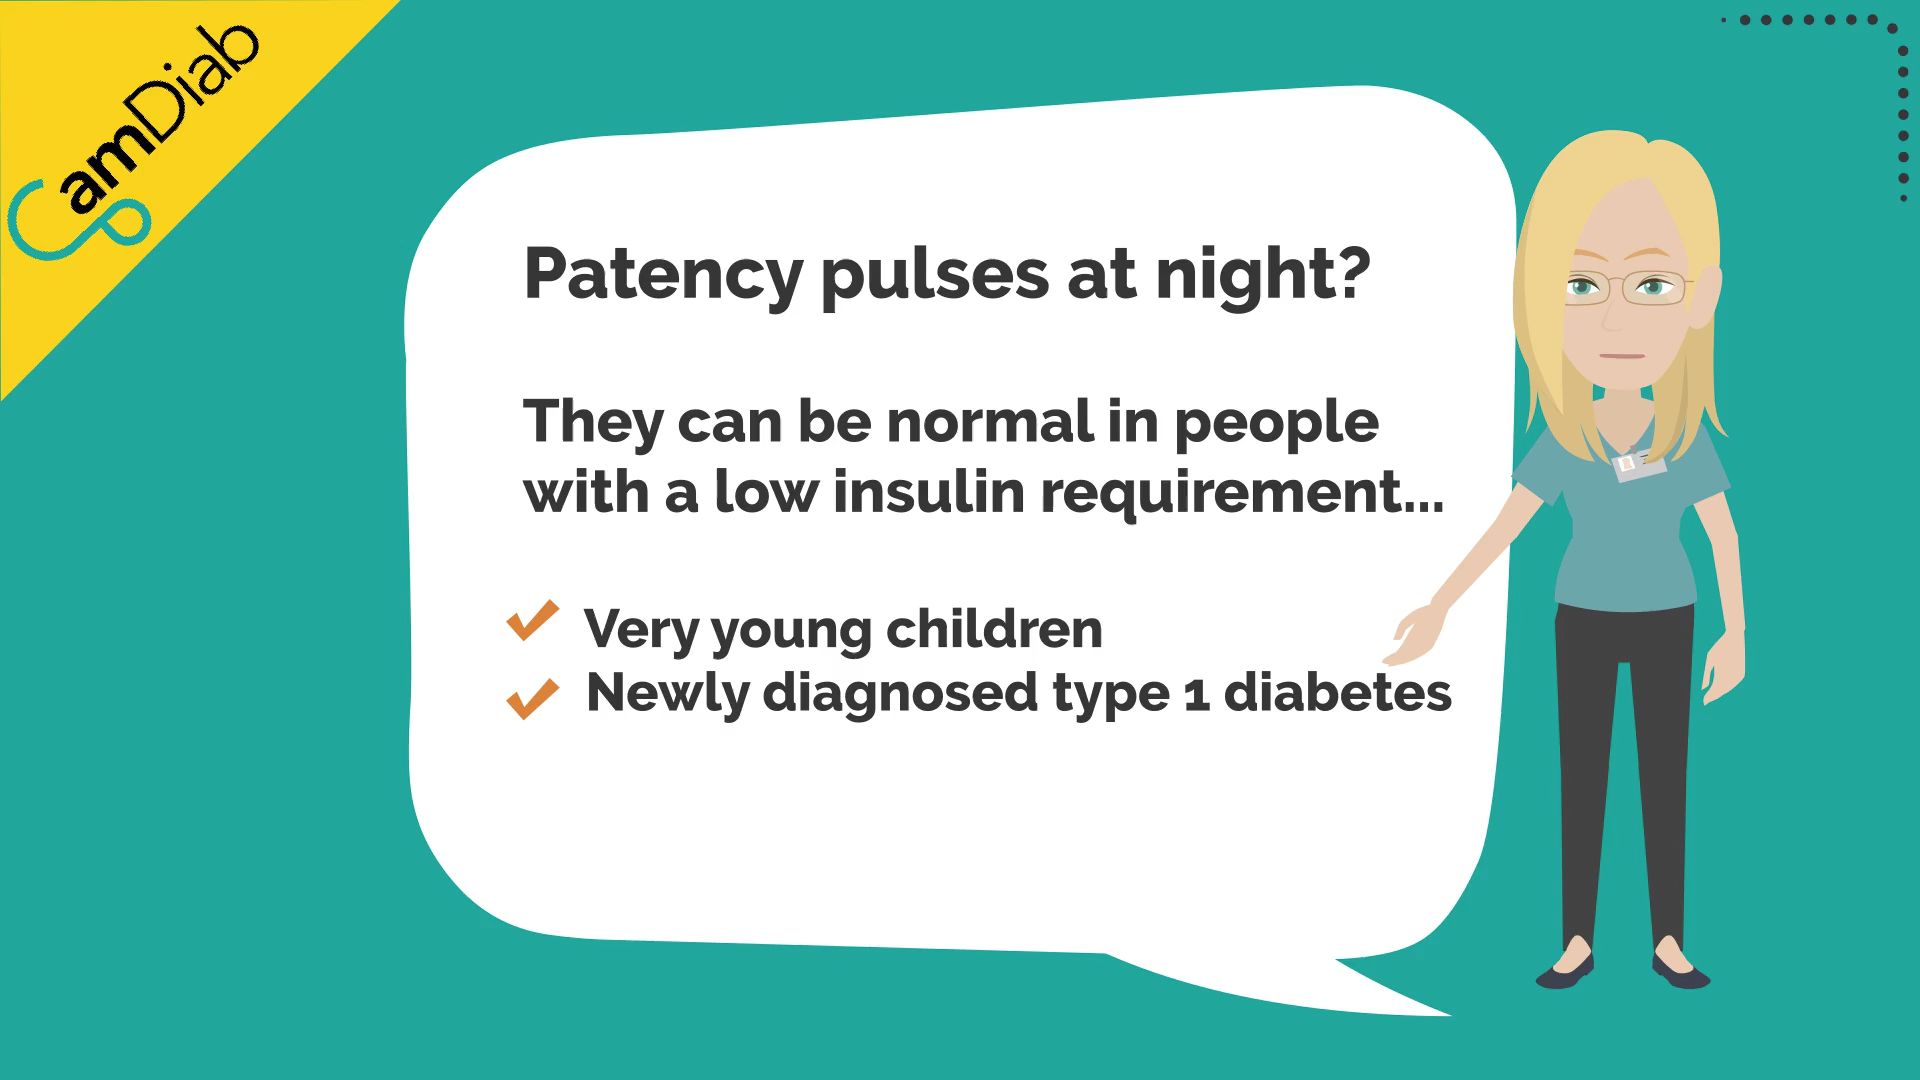 CamDiab
Patency pulses at night?
They can be normal in people
with a low insulin requirement...
Very young children
Newly diagnosed type 1 diabetes